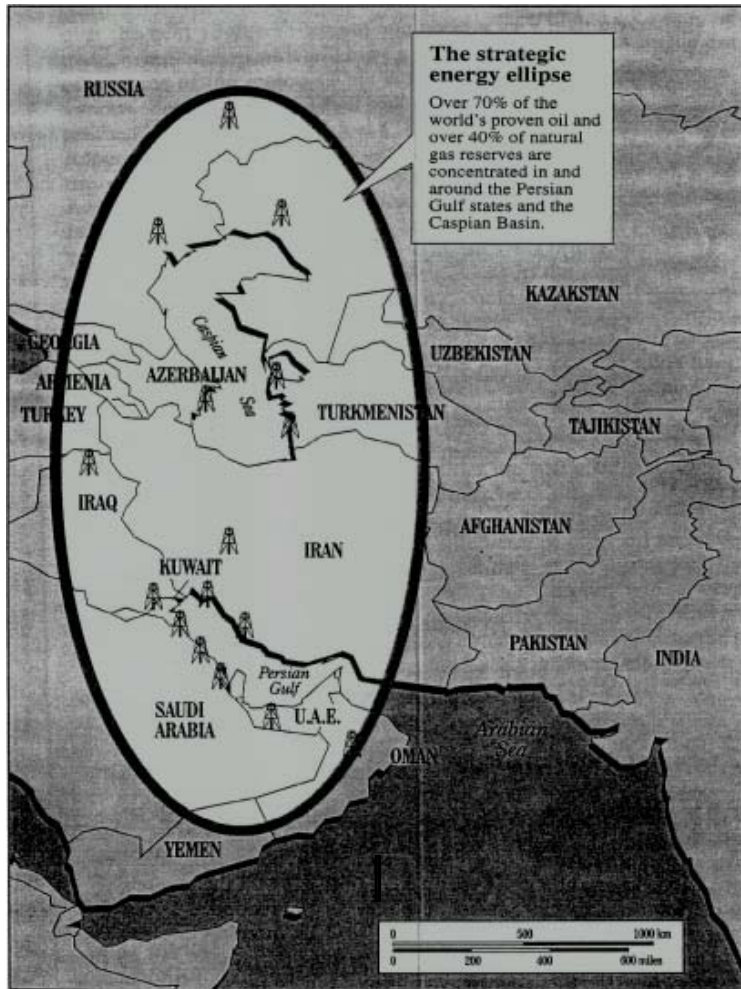 The strategic
energy ellipse
Over 70% of the
world's proven oil and
over 40% of natural
gas reserves are
concentrated in and
around the Persian
Gulf states and the
Caspian Basin.
RUSSIA
KAZAKSTAN
GEORGIA
UZBEKISTAN
ARMENIA
AZERBAIJAN
Caspian
Sea
TURKEY
TURKMENISTAN
TAJIKISTAN
IRAQ
AFGHANISTAN
IRAN
KUWAIT
PAKISTAN
INDIA
Persian
Gulf
SAUDI
ARABIA
U.A.E.
OMAN
Arabian
Sea
YEMEN
0 500 1000 km
0 200 400 600 miles